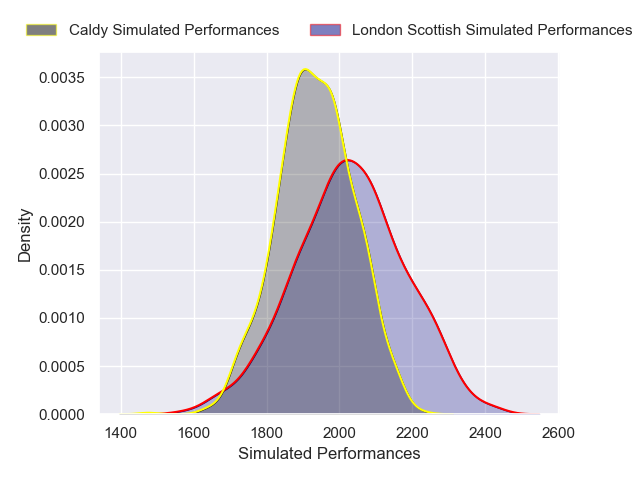 Caldy Simulated Performances
London Scottish Simulated Performances
0.0035
0.0030
0.0025
0.0020
0.0015
0.0010
0.0005
0.0000
Density
1400 1600 1800 2000 2200 2400 2600
Simulated Performances